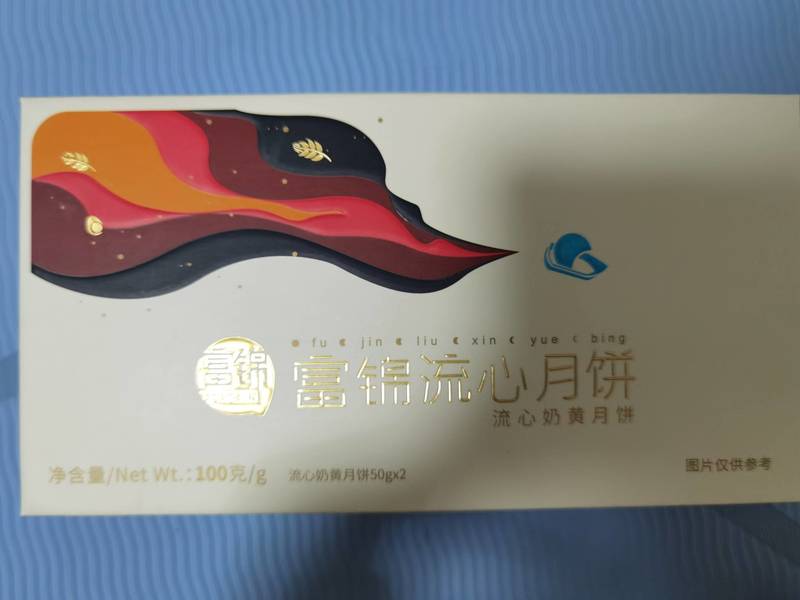 fu jin liu xin yue bing
富锦
富锦流心月饼
流心奶黄月饼
净含量/Net Wt.:100克/g 流心奶黄月饼50gx2
图片仅供参考